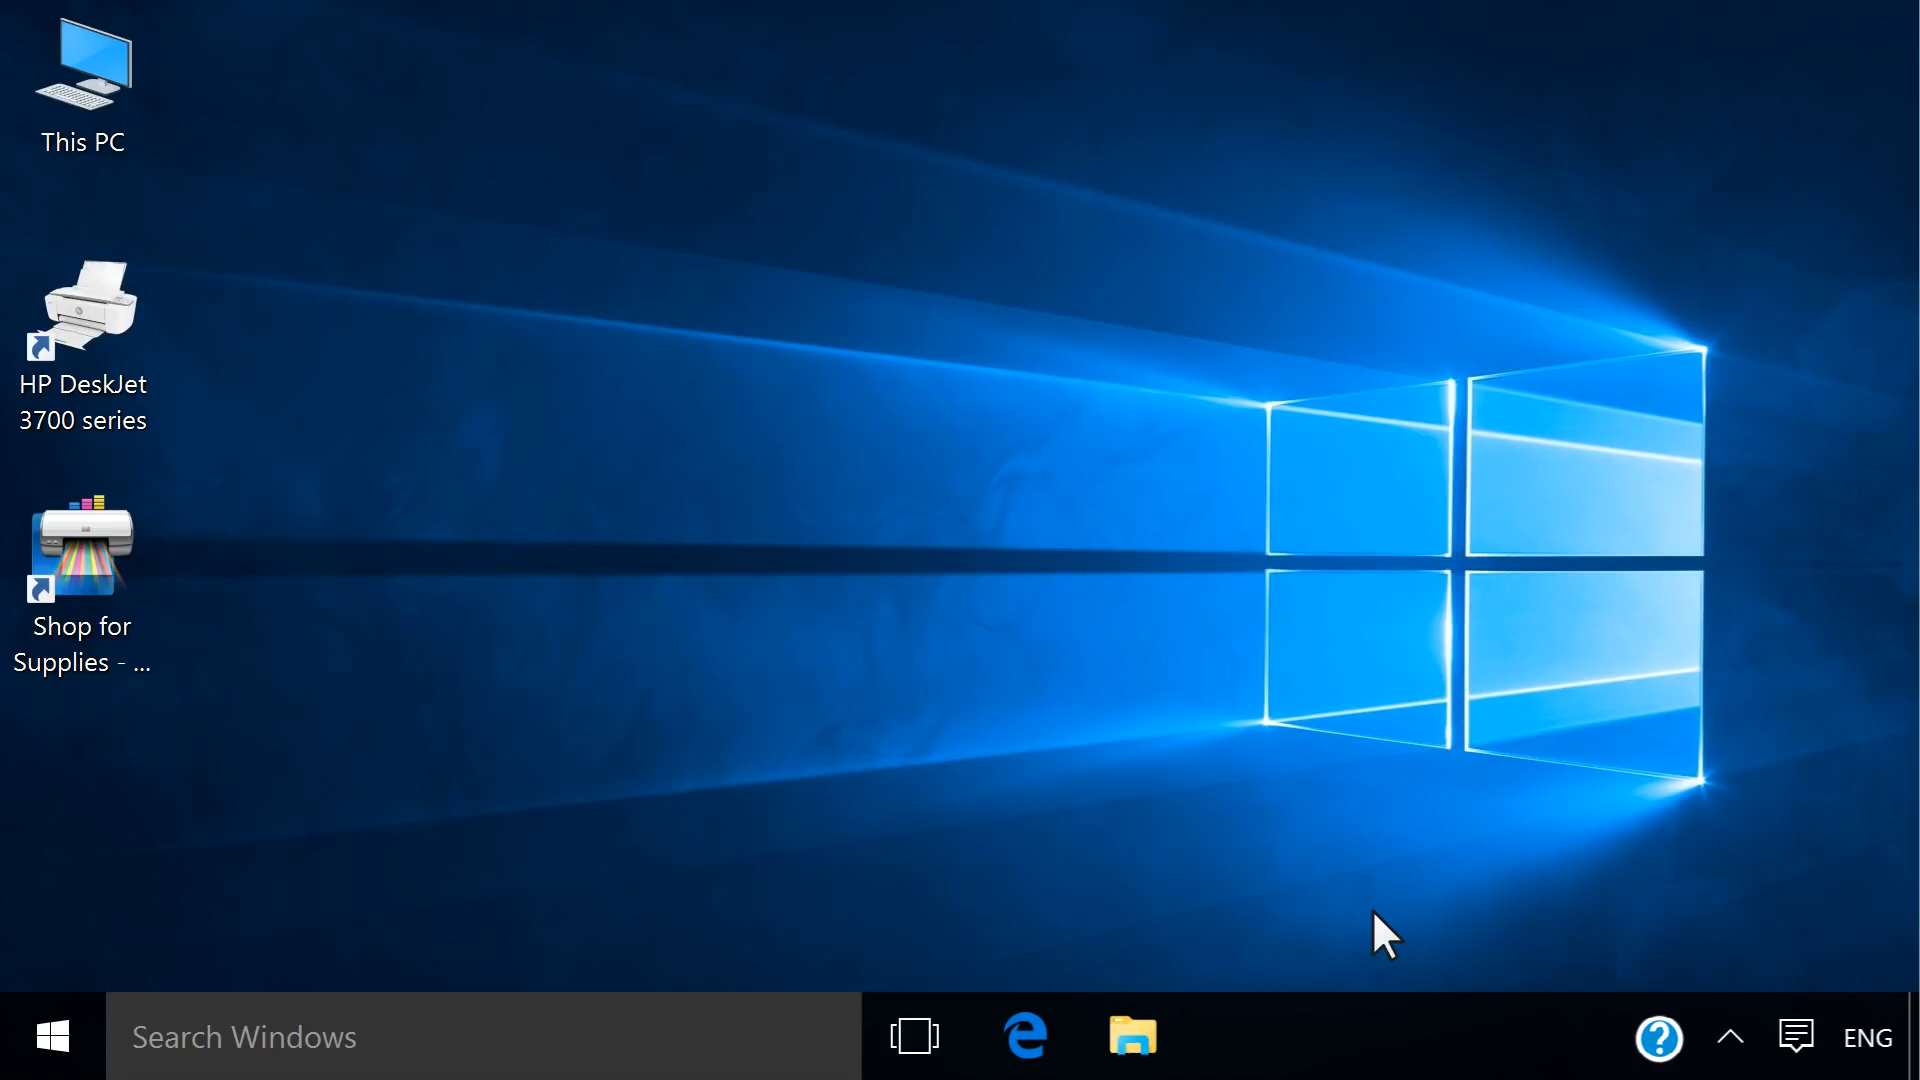 This PC
HP DeskJet
3700 series
Shop for
Supplies - ...
Search Windows
ENG